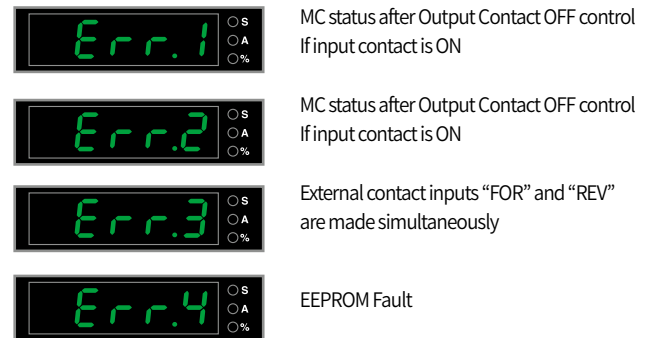 Err.1
S
A
%
MC status after Output Contact OFF control
If input contact is ON
Err.2
S
A
%
MC status after Output Contact OFF control
If input contact is ON
Err.3
S
A
%
External contact inputs “FOR” and “REV”
are made simultaneously
Err.4
S
A
%
EEPROM Fault